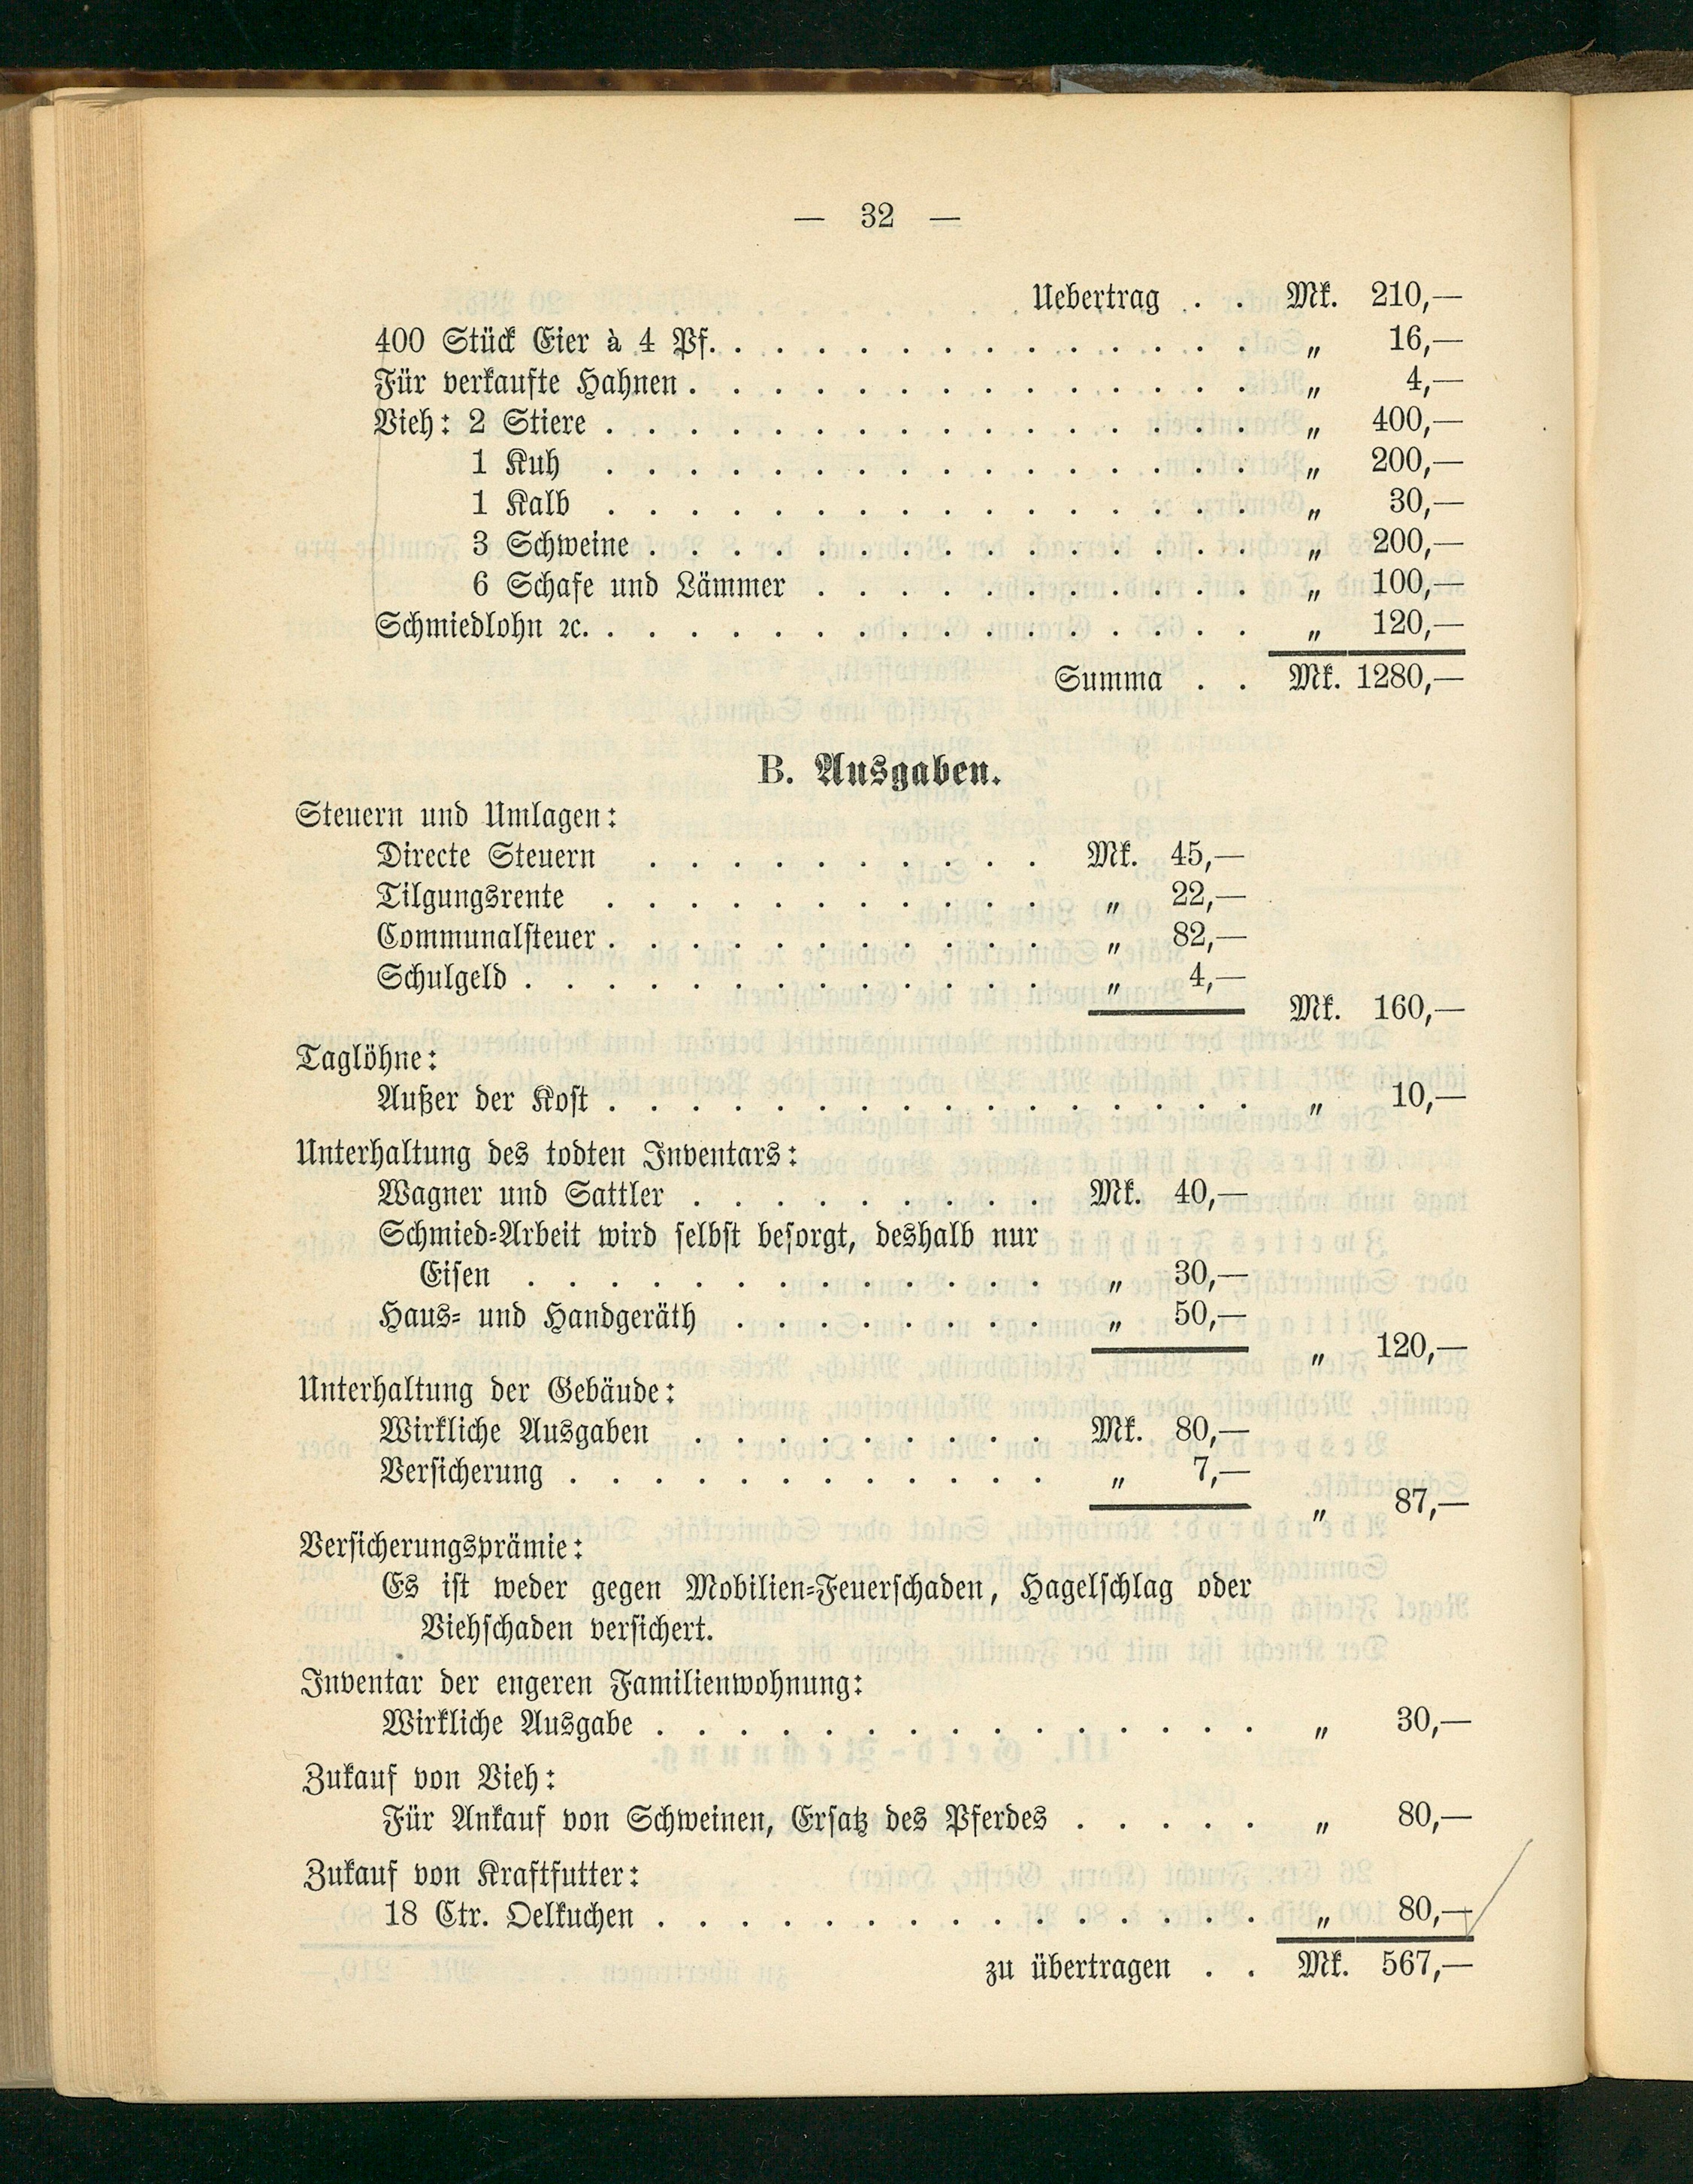 — 32 —
Uebertrag . . Mk. 210,—
400 Stück Eier à 4 Pf. . . . . . . . . . . . . . „ 16,—
Für verkaufte Hahnen . . . . . . . . . . . . . . „ 4,—
Vieh: 2 Stiere . . . . . . . . . . . . . . . . „ 400,—
1 Kuh . . . . . . . . . . . . . . . . „ 200,—
1 Kalb . . . . . . . . . . . . . . . . „ 30,—
3 Schweine . . . . . . . . . . . . . . . „ 200,—
6 Schafe und Lämmer . . . . . . . . . . . „ 100,—
Schmiedlohn ꝛc. . . . . . . . . . . . . . . . . „ 120,—
Summa . . Mk. 1280,—
B. Ausgaben.
Steuern und Umlagen:
Directe Steuern . . . . . . . . . . Mk. 45,—
Tilgungsrente . . . . . . . . . . . „ 22,—
Communalsteuer . . . . . . . . . . . „ 82,—
Schulgeld . . . . . . . . . . . . . „ 4,—
Mk. 160,—
Taglöhne:
Außer der Kost . . . . . . . . . . . . . . . . „ 10,—
Unterhaltung des todten Inventars:
Wagner und Sattler . . . . . . . . . Mk. 40,—
Schmied-Arbeit wird selbst besorgt, deshalb nur
Eisen . . . . . . . . . . . . . „ 30,—
Haus- und Handgeräth . . . . . . . . „ 50,—
„ 120,—
Unterhaltung der Gebäude:
Wirkliche Ausgaben . . . . . . . . . Mk. 80,—
Versicherung . . . . . . . . . . . . „ 7,—
„ 87,—
Versicherungsprämie:
Es ist weder gegen Mobilien-Feuerschaden, Hagelschlag oder
Viehschaden versichert.
Inventar der engeren Familienwohnung:
Wirkliche Ausgabe . . . . . . . . . . . . . . . „ 30,—
Zukauf von Vieh:
Für Ankauf von Schweinen, Ersatz des Pferdes . . . . . „ 80,—
Zukauf von Kraftfutter:
18 Ctr. Oelkuchen . . . . . . . . . . . . . . . „ 80,—
zu übertragen . . Mk. 567,—